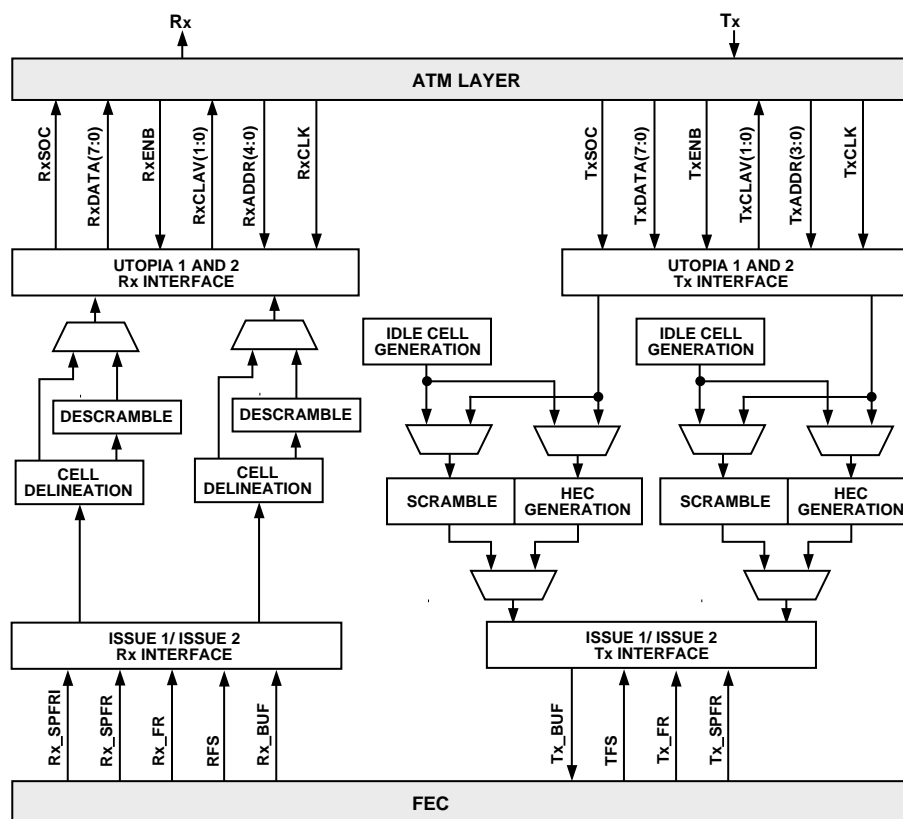 Rx
Tx
ATM LAYER
RxSOC
RxDATA(7:0)
RxENB
RxCLAV(1:0)
RxADDR(4:0)
RxCLK
TxSOC
TxDATA(7:0)
TxENB
TxCLAV(1:0)
TxADDR(3:0)
TxCLK
UTOPIA 1 AND 2
Rx INTERFACE
UTOPIA 1 AND 2
Tx INTERFACE
IDLE CELL
GENERATION
IDLE CELL
GENERATION
DESCRAMBLE
DESCRAMBLE
CELL
DELINEATION
CELL
DELINEATION
SCRAMBLE
HEC
GENERATION
SCRAMBLE
HEC
GENERATION
ISSUE 1/ ISSUE 2
Rx INTERFACE
ISSUE 1/ ISSUE 2
Tx INTERFACE
Rx_SPFRI
Rx_SPFR
Rx_FR
RFS
Rx_BUF
Tx_BUF
TFS
Tx_FR
Tx_SPFR
FEC